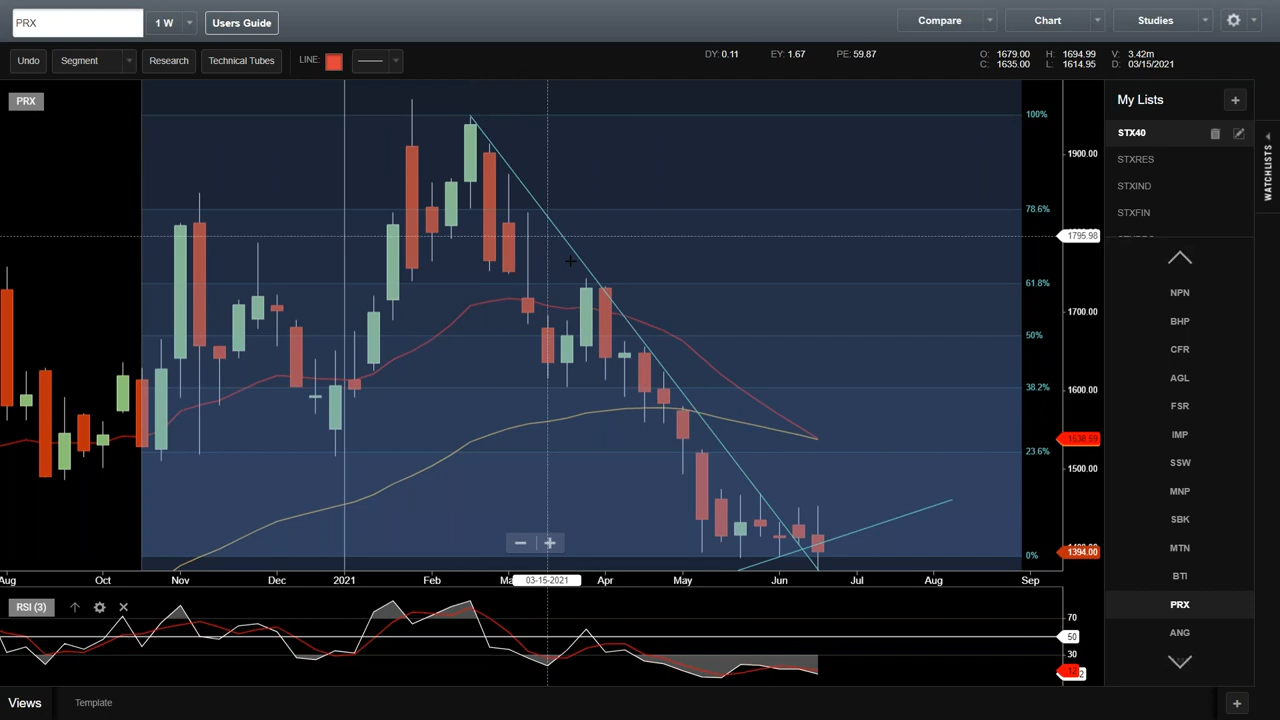 PRX
1 W
Users Guide
Compare
Chart
Studies
Undo
Segment
Research
Technical Tubes
LINE:
DY: 0.11
EY: 1.67
PE: 59.87
O: 1679.00
H: 1694.99
V: 3.42m
C: 1635.00
L: 1614.95
D: 03/15/2021
PRX
My Lists
STX40
STXRES
STXIND
STXFIN
WATCHLISTS
NPN
BHP
CFR
AGL
FSR
IMP
SSW
MNP
SBK
MTN
BTI
PRX
ANG
100%
78.6%
61.8%
50%
38.2%
23.6%
0%
1900.00
1795.98
1700.00
1600.00
1538.59
1500.00
1394.00
Aug
Oct
Nov
Dec
2021
Feb
03-15-2021
Apr
May
Jun
Jul
Aug
Sep
RSI (3)
70
50
30
12
Views
Template